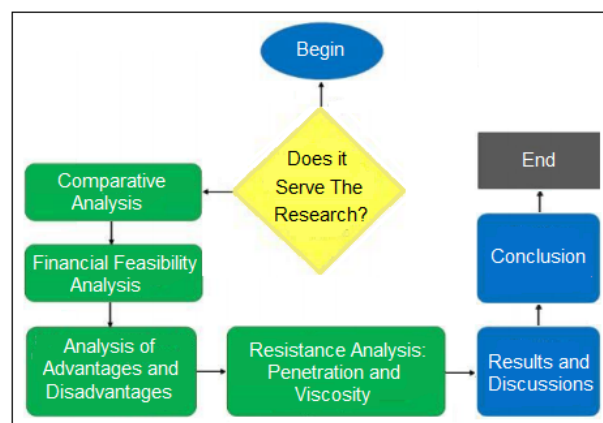 Begin
Does it
Serve The
Research?
Comparative
Analysis
Financial Feasibility
Analysis
Analysis of
Advantages and
Disadvantages
Resistance Analysis:
Penetration and
Viscosity
Results and
Discussions
Conclusion
End